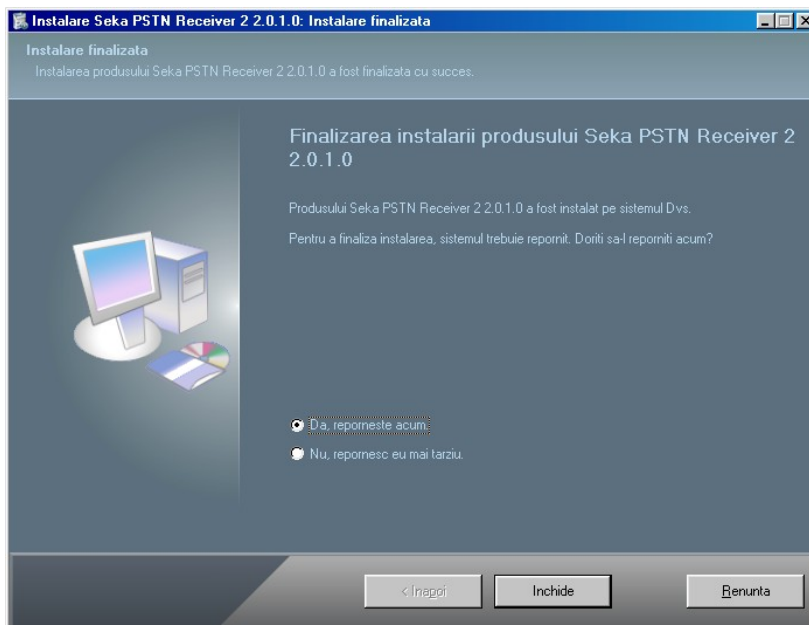 Instalare Seka PSTN Receiver 2 2.0.1.0: Instalare finalizata
Instalare finalizata
Instalarea produsului Seka PSTN Receiver 2 2.0.1.0 a fost finalizata cu succes.
Finalizarea instalarii produsului Seka PSTN Receiver 2
2.0.1.0
Produsului Seka PSTN Receiver 2 2.0.1.0 a fost instalat pe sistemul Dvs.
Pentru a finaliza instalarea, sistemul trebuie repornit. Doriti sa-l reporniti acum?
Da, reporneste acum.
Nu, repornesc eu mai tarziu.
< Inapoi Inchide Renunta